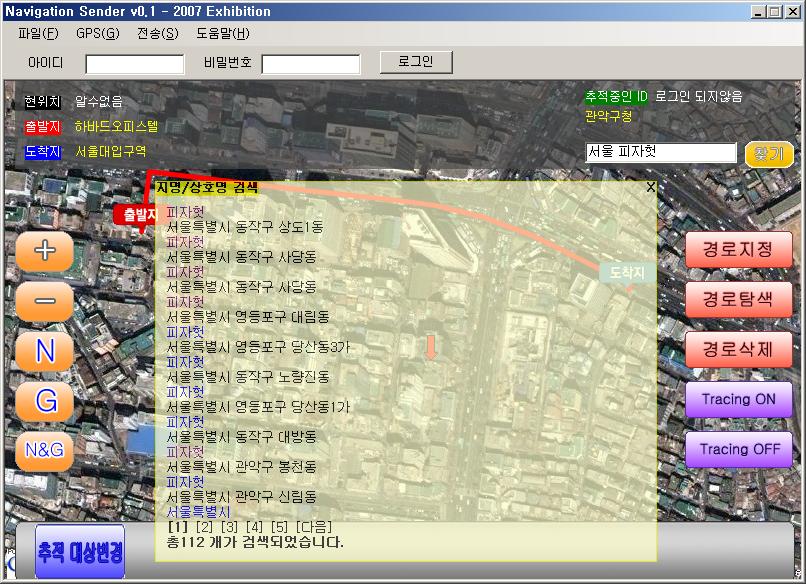 Navigation Sender v0.1 - 2007 Exhibition
파일(F) GPS(G) 전송(S) 도움말(H)
아이디 비밀번호 로그인
현위치 알수없음
추적중인 ID 로그인 되지않음
출발지 하바드오피스텔
관악구청
도착지 서울대입구역
서울 피자헛 찾기
지명/상호명 검색 X
출발지
피자헛
서울특별시 동작구 상도1동
피자헛
서울특별시 동작구 사당동
피자헛
서울특별시 동작구 사당동
피자헛
서울특별시 영등포구 대림동
피자헛
서울특별시 영등포구 당산동3가
피자헛
서울특별시 동작구 노량진동
피자헛
서울특별시 영등포구 당산동1가
피자헛
서울특별시 동작구 대방동
피자헛
서울특별시 관악구 봉천동
피자헛
서울특별시 관악구 신림동
서울특별시
[1] [2] [3] [4] [5] [다음]
총112 개가 검색되었습니다.
도착지
+
−
N
G
N&G
경로지정
경로탐색
경로삭제
Tracing ON
Tracing OFF
추적 대상변경